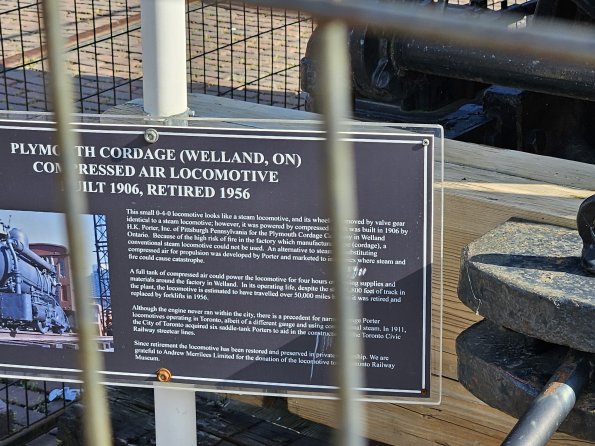 PLYMOUTH CORDAGE (WELLAND, ON)
COMPRESSED AIR LOCOMOTIVE
BUILT 1906, RETIRED 1956
This small 0-4-0 locomotive looks like a steam locomotive, and its wheels moved by valve gear
identical to a steam locomotive; however, it was powered by compressed was built in 1906 by
H.K. Porter, Inc. of Pittsburgh Pennsylvania for the Plymouth Cordage Company in Welland
Ontario. Because of the high risk of fire in the factory which manufactured (cordage), a
conventional steam locomotive could not be used. An alternative to steam substituting
compressed air for propulsion was developed by Porter and marketed to where steam and
fire could cause catastrophe.
A full tank of compressed air could power the locomotive for four hours supplies and
materials around the factory in Welland. In its operating life, despite the feet of track in
the plant, the locomotive is estimated to have travelled over 50,000 miles it was retired and
replaced by forklifts in 1956.
Although the engine never ran within the city, there is a precedent for narrow gauge Porter
locomotives operating in Toronto, albeit of a different gauge and using conventional steam. In 1911,
the City of Toronto acquired six saddle-tank Porters to aid in the construction the Toronto Civic
Railway streetcar lines.
Since retirement the locomotive has been restored and preserved in private We are
grateful to Andrew Merrilees Limited for the donation of the locomotive to Railway
Museum.